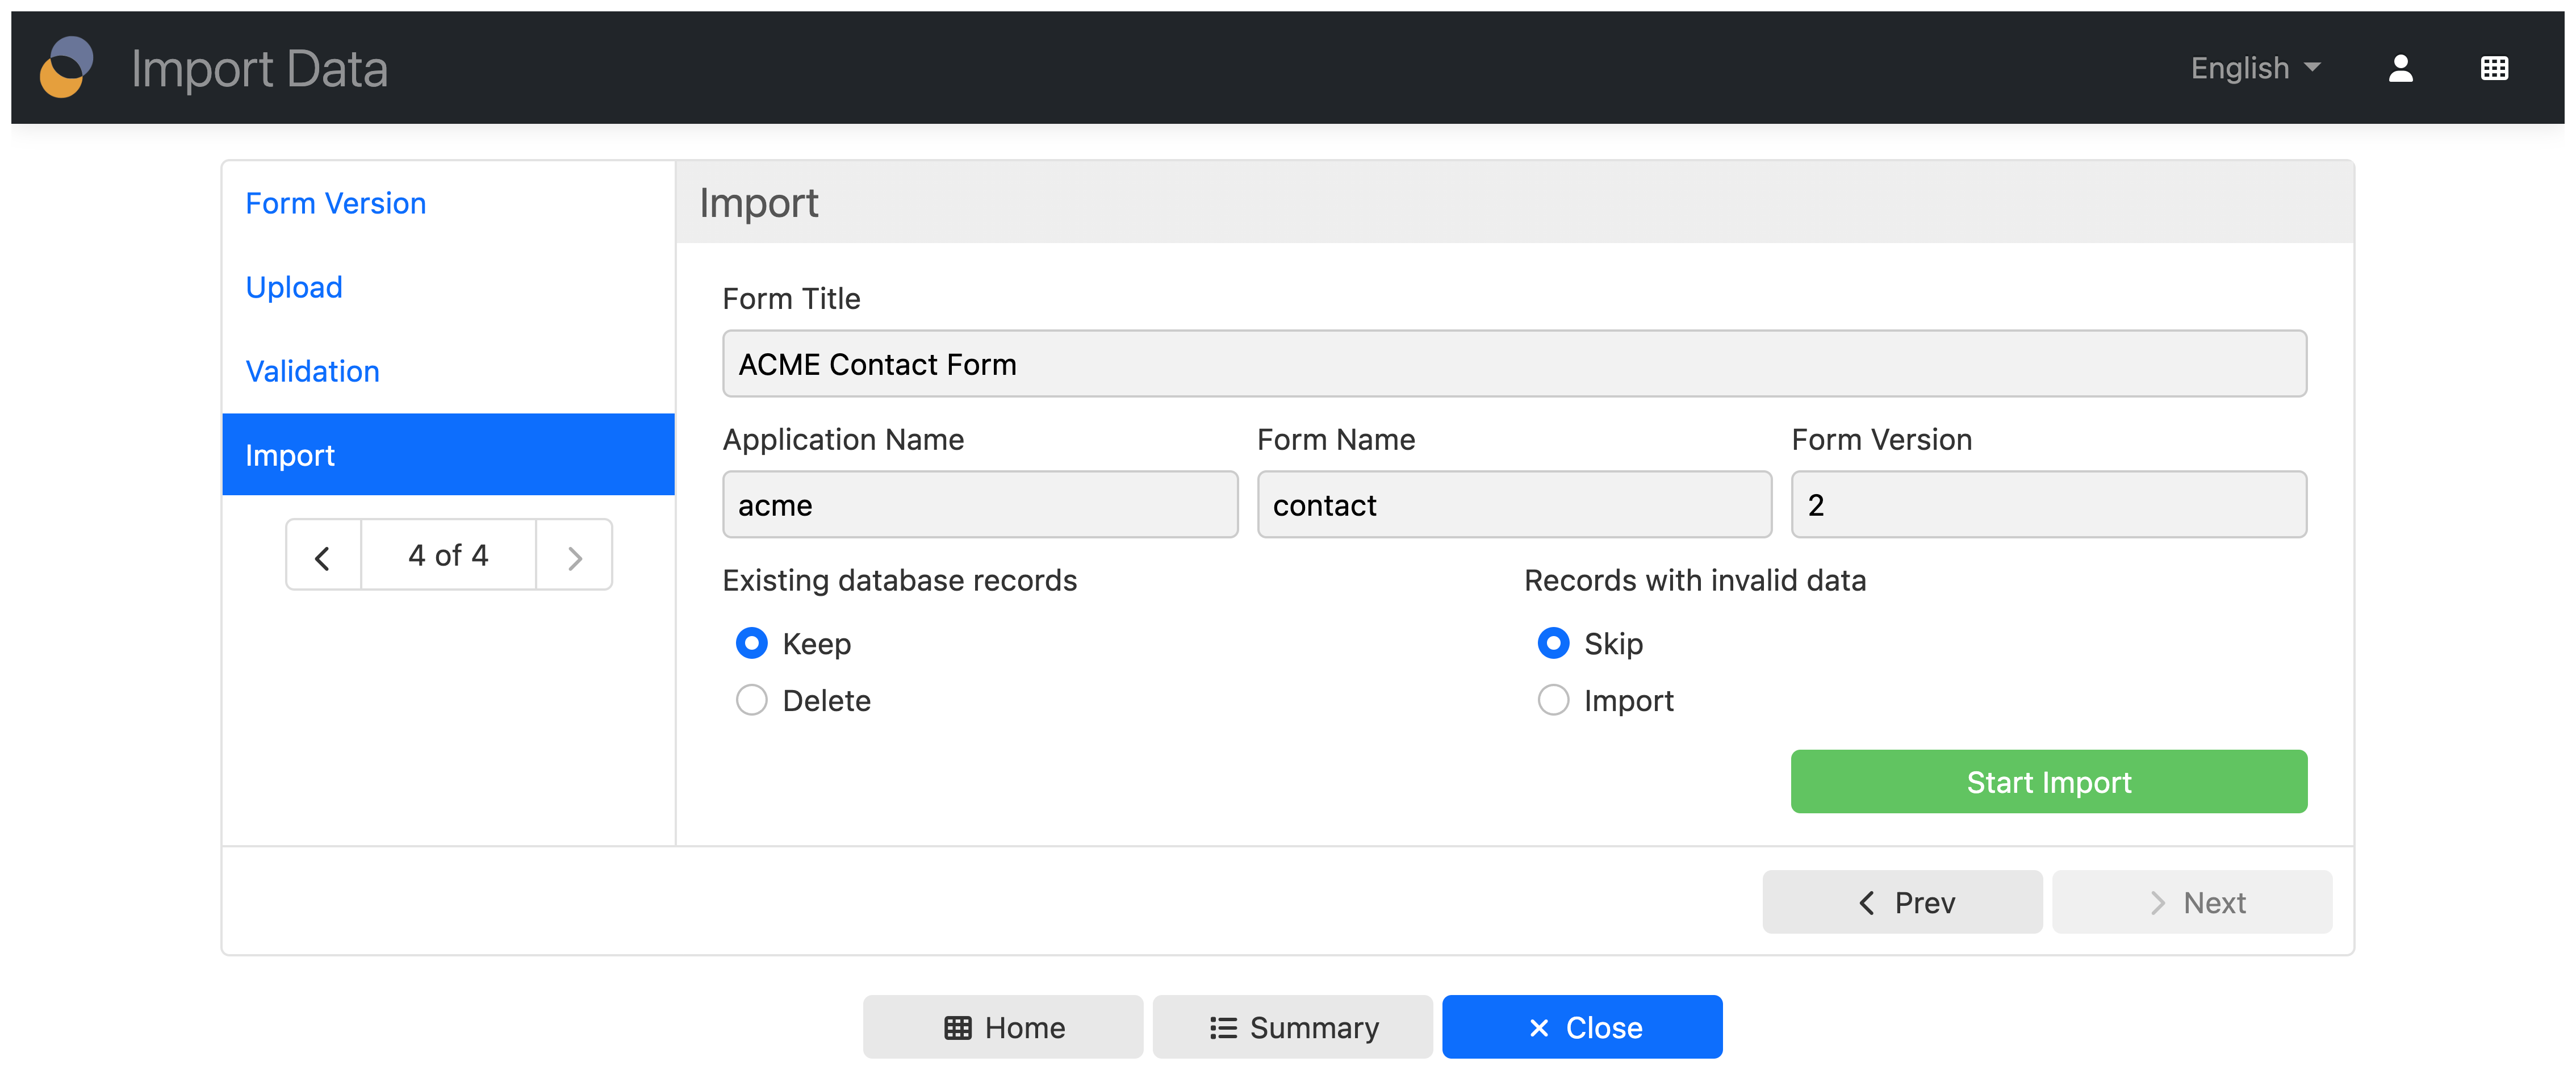 Import Data
English
Form Version
Upload
Validation
Import
4 of 4
Import
Form Title
ACME Contact Form
Application Name
Form Name
Form Version
acme
contact
2
Existing database records
Records with invalid data
Keep
Skip
Delete
Import
Start Import
Prev
Next
Home
Summary
Close